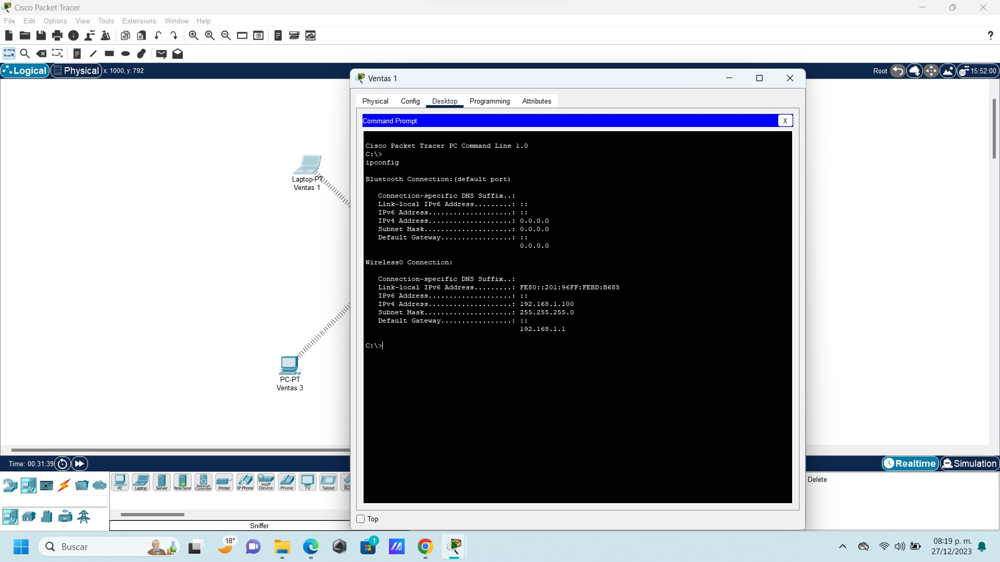 Cisco Packet Tracer
File Edit Options View Tools Extensions Window Help
?
Logical Physical x: 1000, y: 792 Root 15:52:00
Ventas 1
Physical Config Desktop Programming Attributes
Command Prompt X
Cisco Packet Tracer PC Command Line 1.0
C:\>
ipconfig
Bluetooth Connection:(default port)
Connection-specific DNS Suffix..:
Link-local IPv6 Address.........: ::
IPv6 Address....................: ::
IPv4 Address....................: 0.0.0.0
Subnet Mask.....................: 0.0.0.0
Default Gateway.................: ::
0.0.0.0
Wireless0 Connection:
Connection-specific DNS Suffix..:
Link-local IPv6 Address.........: FE80::201:96FF:FEBD:B685
IPv6 Address....................: ::
IPv4 Address....................: 192.168.1.100
Subnet Mask.....................: 255.255.255.0
Default Gateway.................: ::
192.168.1.1
C:\>
Top
Laptop-PT
Ventas 1
PC-PT
Ventas 3
Time: 00:31:39 Realtime Simulation
PC Laptop Server Meraki Server Network Controller Printer IP Phone VoIP Device Phone TV Tablet
Delete
Sniffer
Buscar 18° 1
08:19 p. m.
27/12/2023